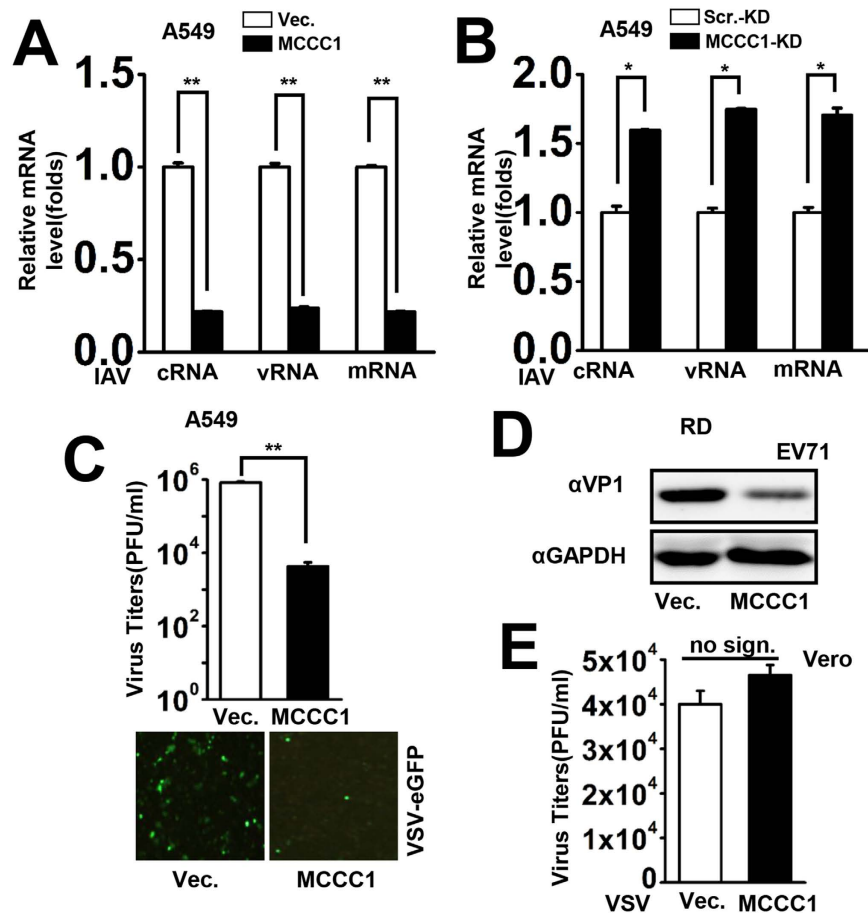 A
A549
Vec.
MCCC1
Relative mRNA
level(folds)
1.5
1.0
0.5
0.0
**
**
**
IAV
cRNA
vRNA
mRNA
B
A549
Scr.-KD
MCCC1-KD
Relative mRNA
level(folds)
2.0
1.5
1.0
0.5
0.0
*
*
*
IAV
cRNA
vRNA
mRNA
C
A549
Virus Titers(PFU/ml)
10⁶
10⁴
10²
10⁰
**
Vec.
MCCC1
VSV-eGFP
Vec.
MCCC1
D
RD
EV71
αVP1
αGAPDH
Vec.
MCCC1
E
Vero
no sign.
Virus Titers(PFU/ml)
5x10⁴
4x10⁴
3x10⁴
2x10⁴
1x10⁴
0
VSV
Vec.
MCCC1